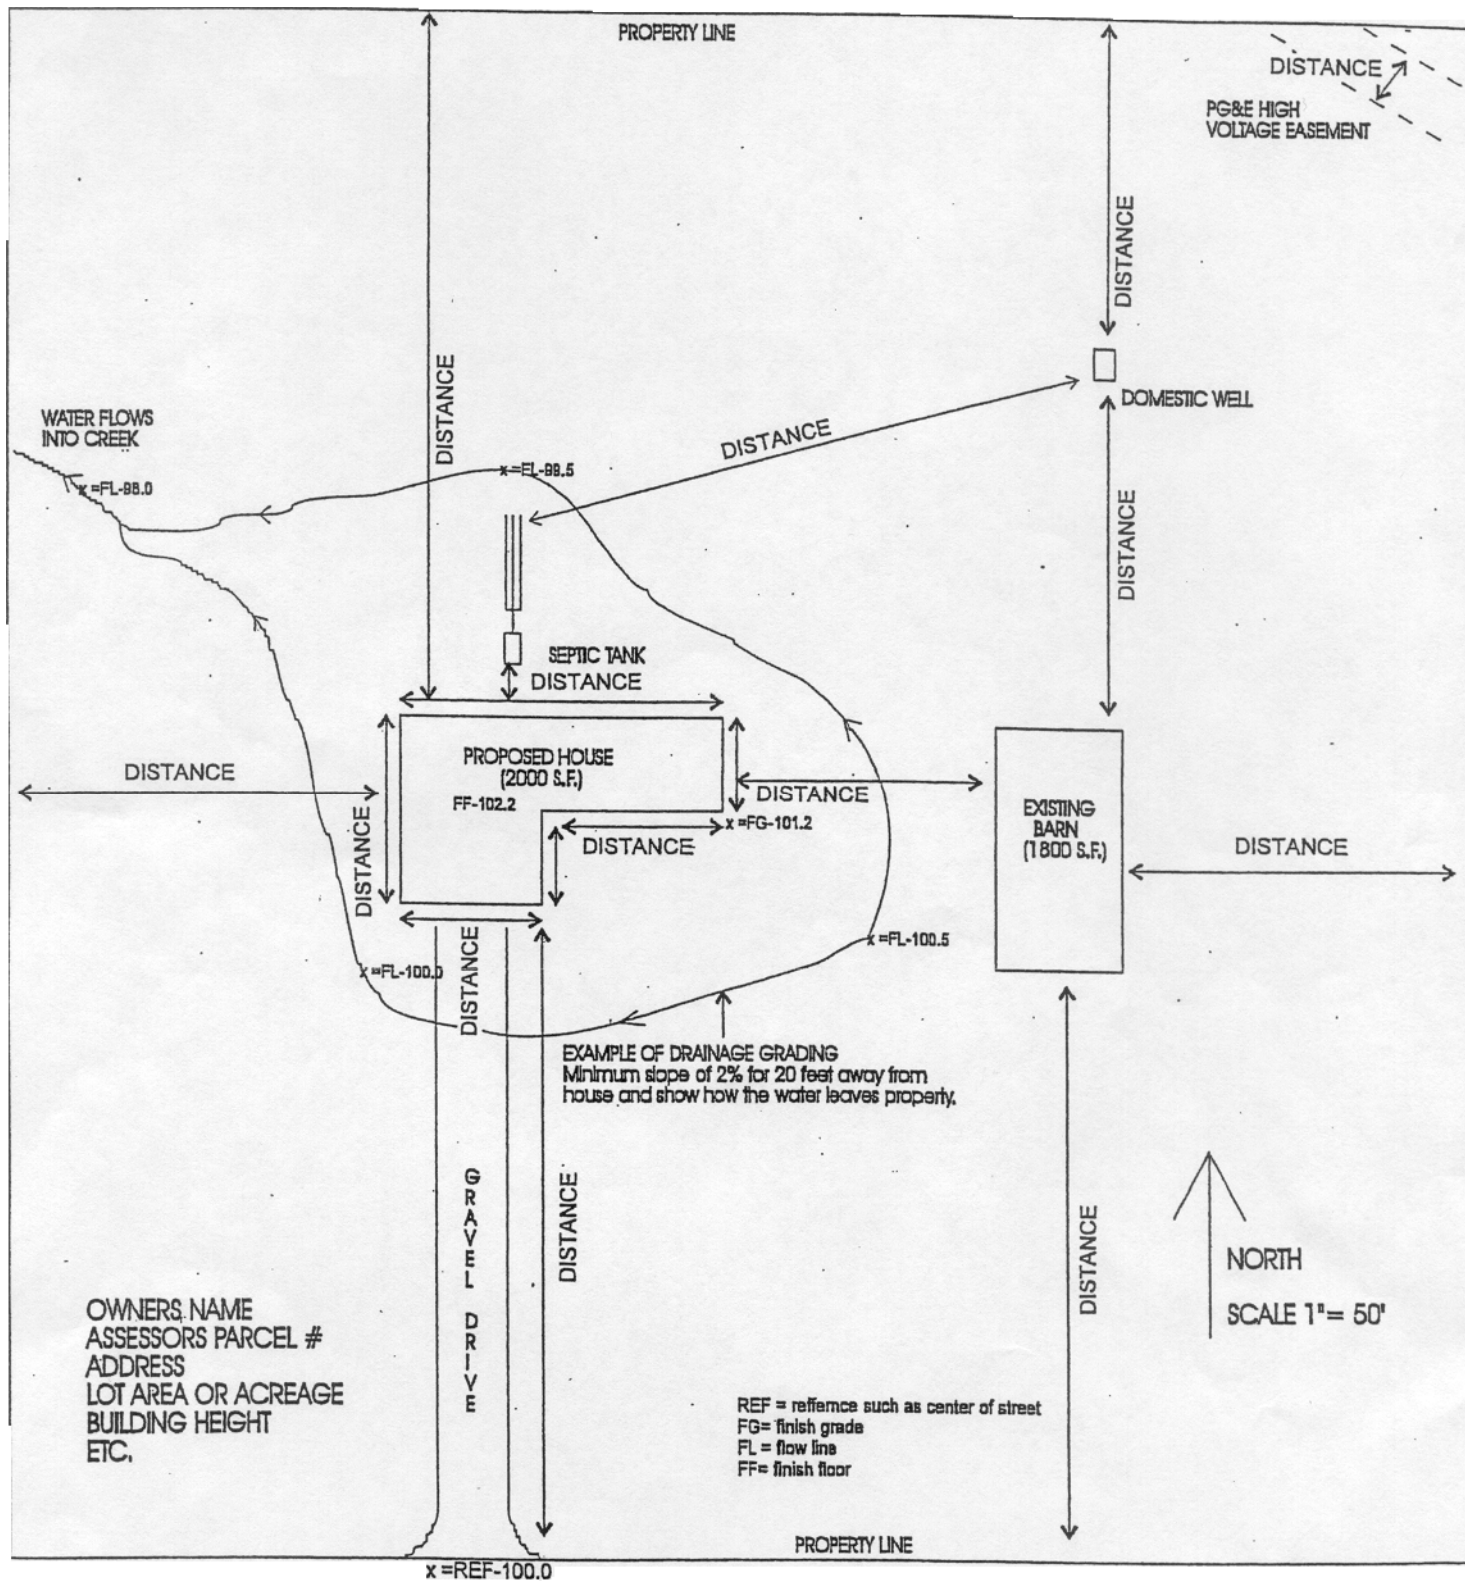 PROPERTY LINE
DISTANCE
PG&E HIGH
VOLTAGE EASEMENT
DISTANCE
DISTANCE
DOMESTIC WELL
WATER FLOWS
INTO CREEK
DISTANCE
x =FL-99.5
x =FL-98.0
DISTANCE
SEPTIC TANK
DISTANCE
PROPOSED HOUSE
(2000 S.F.)
FF-102.2
DISTANCE
DISTANCE
DISTANCE
x =FG-101.2
DISTANCE
EXISTING
BARN
(1800 S.F.)
DISTANCE
x =FL-100.5
x =FL-100.0
DISTANCE
EXAMPLE OF DRAINAGE GRADING
Minimum slope of 2% for 20 feet away from
house and show how the water leaves property.
GRAVEL DRIVE
DISTANCE
DISTANCE
NORTH
SCALE 1"= 50'
OWNERS NAME
ASSESSORS PARCEL #
ADDRESS
LOT AREA OR ACREAGE
BUILDING HEIGHT
ETC.
REF = reffernce such as center of street
FG= finish grade
FL = flow line
FF= finish floor
PROPERTY LINE
x =REF-100.0